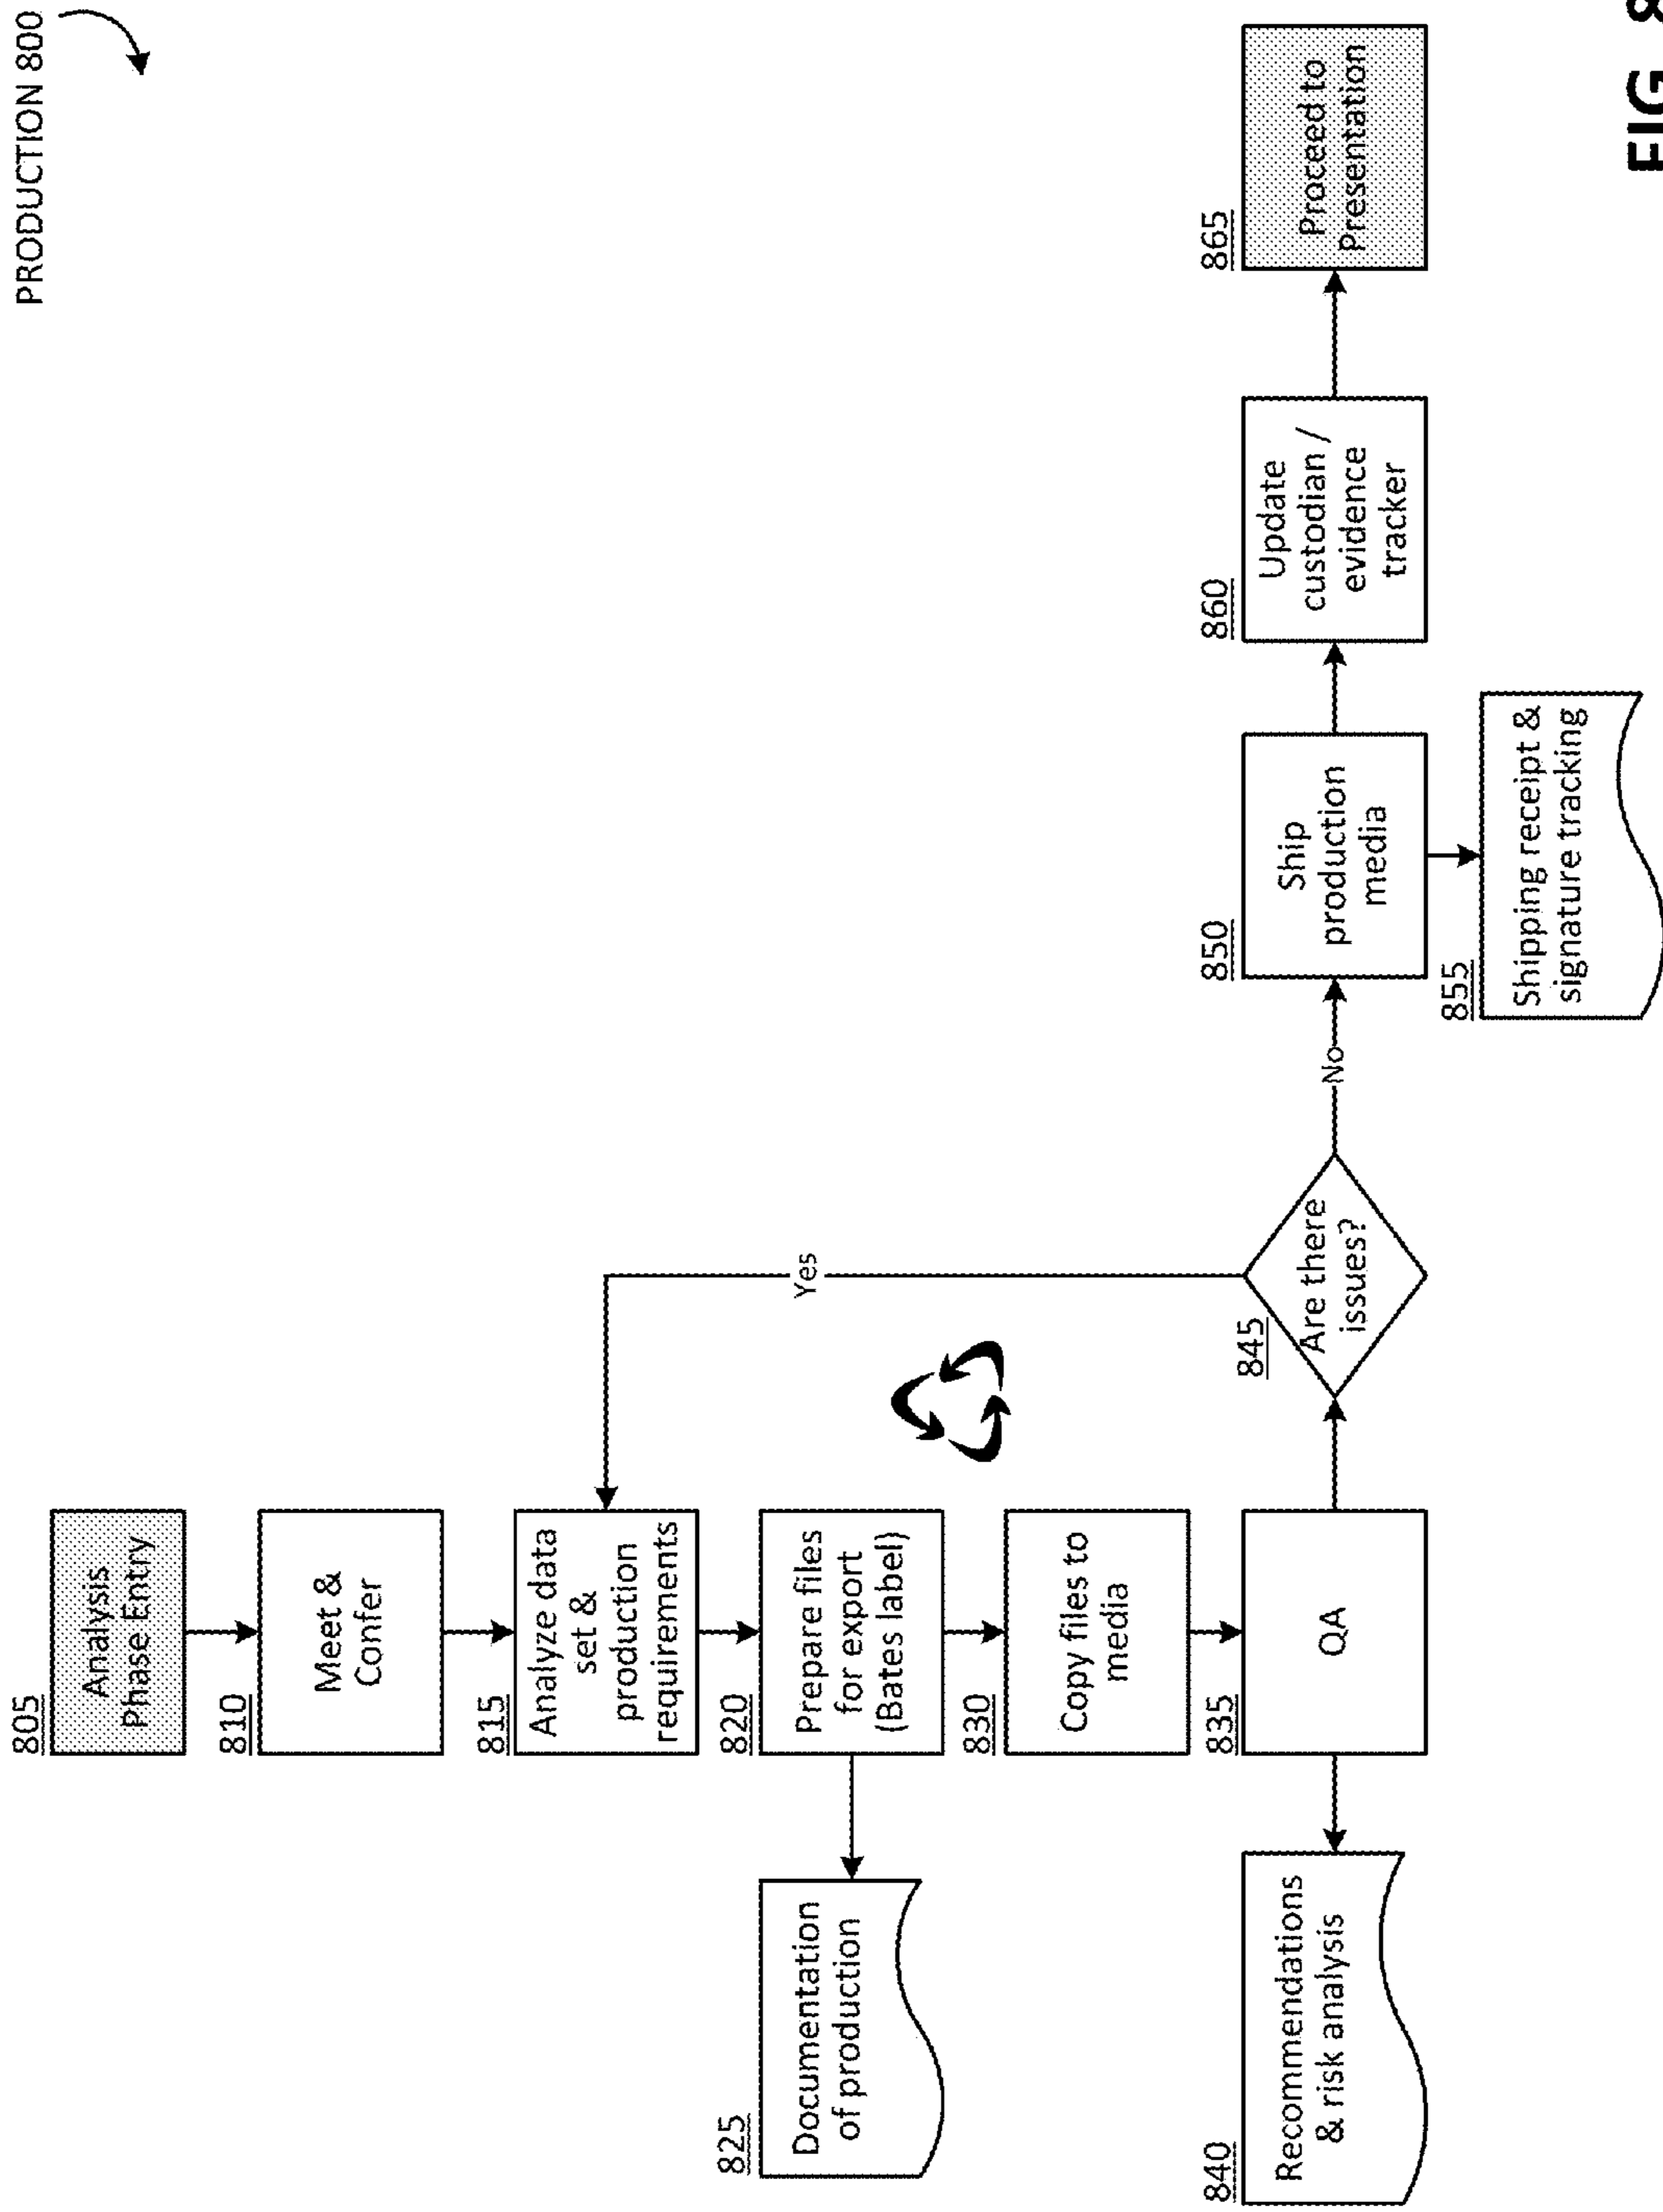 PRODUCTION 800
805
Analysis
Phase Entry
810
Meet &
Confer
815
Analyze data
set &
production
requirements
820
Prepare files
for export
(Bates label)
825
Documentation
of production
830
Copy files to
media
835
QA
840
Recommendations
& risk analysis
845
Are there
issues?
Yes
No
850
Ship
production
media
855
Shipping receipt &
signature tracking
860
Update
custodian /
evidence
tracker
865
Proceed to
Presentation
FIG. 8